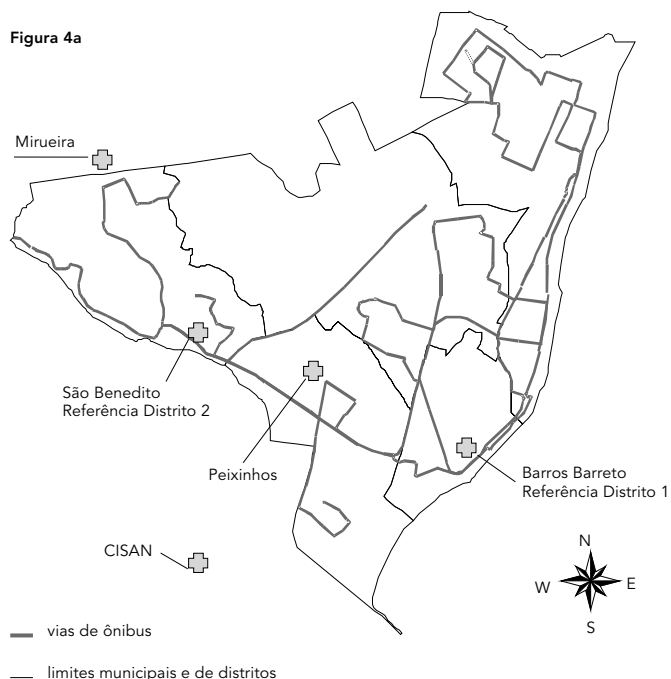 Figura 4a
Mirueira
São Benedito
Referência Distrito 2
Peixinhos
Barros Barreto
Referência Distrito 1
CISAN
N
W
E
S
vias de ônibus
limites municipais e de distritos